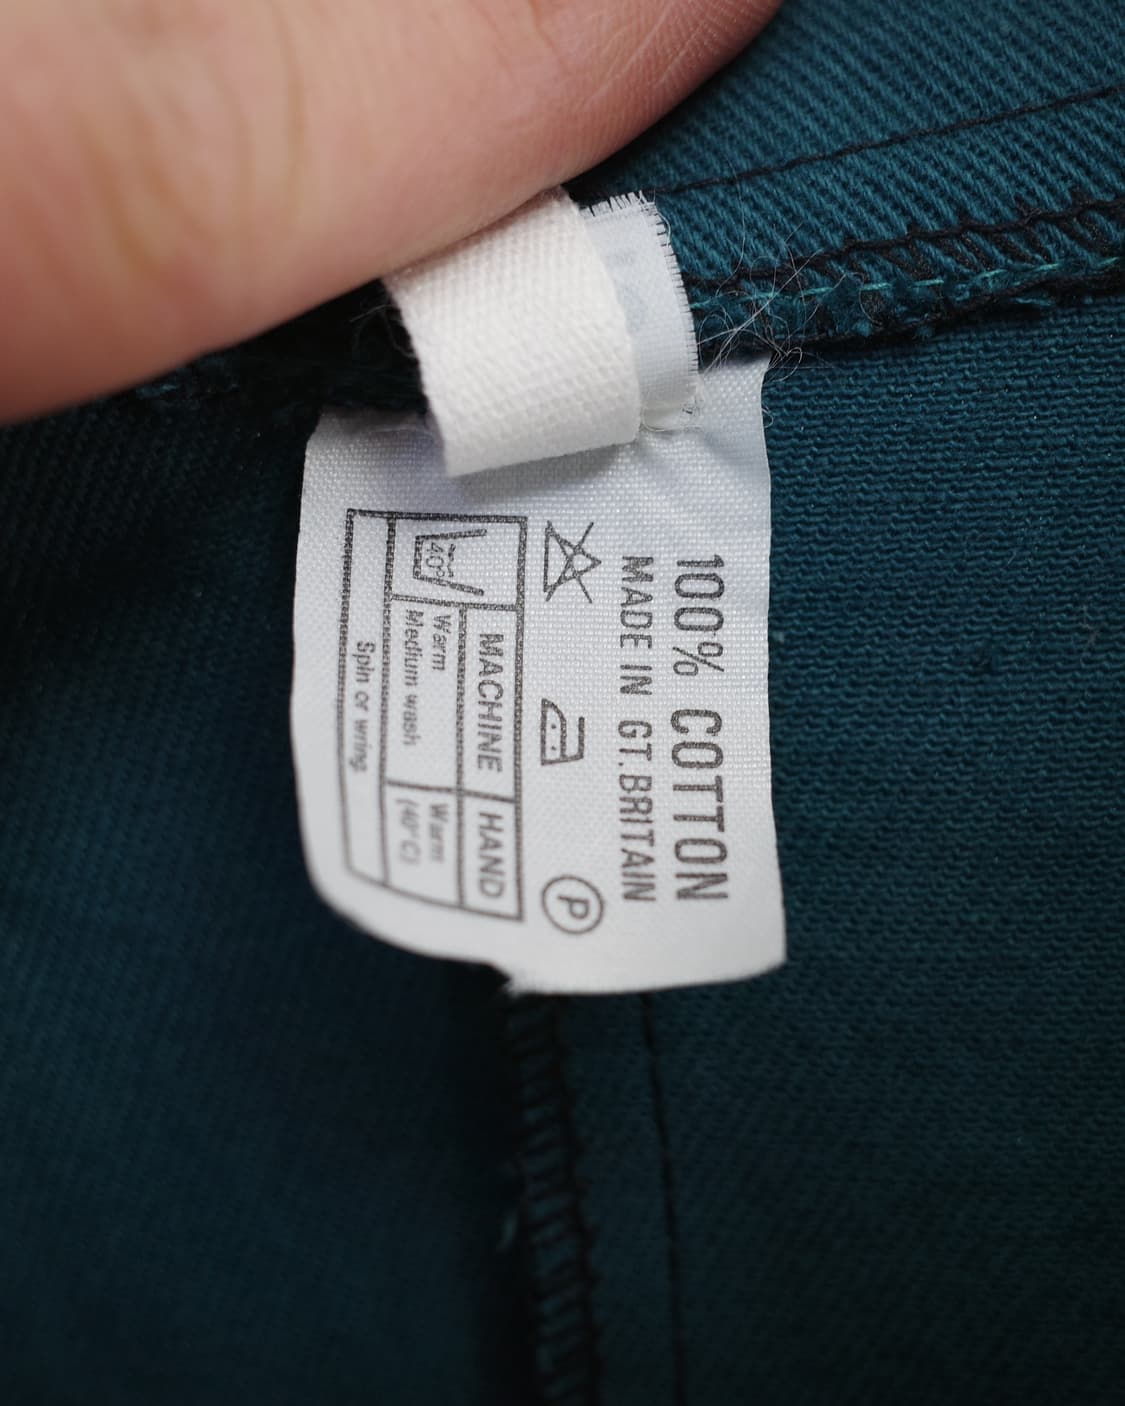 100% COTTON
MADE IN GT. BRITAIN
P
MACHINE HAND
40° Warm Warm
Medium wash (40°C)
Spin or wring